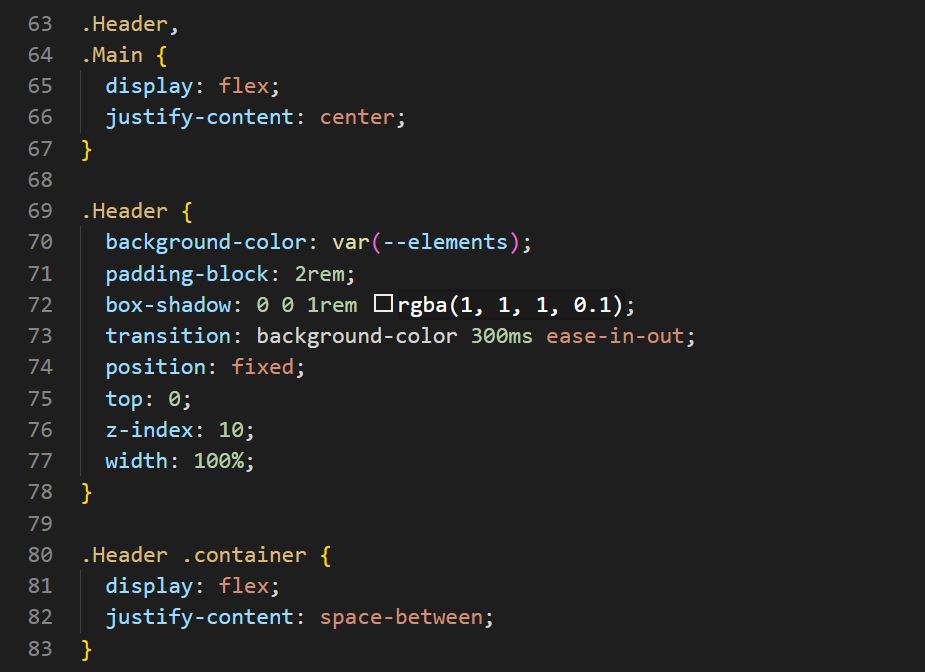 63 .Header,
64 .Main {
65   display: flex;
66   justify-content: center;
67 }
68
69 .Header {
70   background-color: var(--elements);
71   padding-block: 2rem;
72   box-shadow: 0 0 1rem rgba(1, 1, 1, 0.1);
73   transition: background-color 300ms ease-in-out;
74   position: fixed;
75   top: 0;
76   z-index: 10;
77   width: 100%;
78 }
79
80 .Header .container {
81   display: flex;
82   justify-content: space-between;
83 }